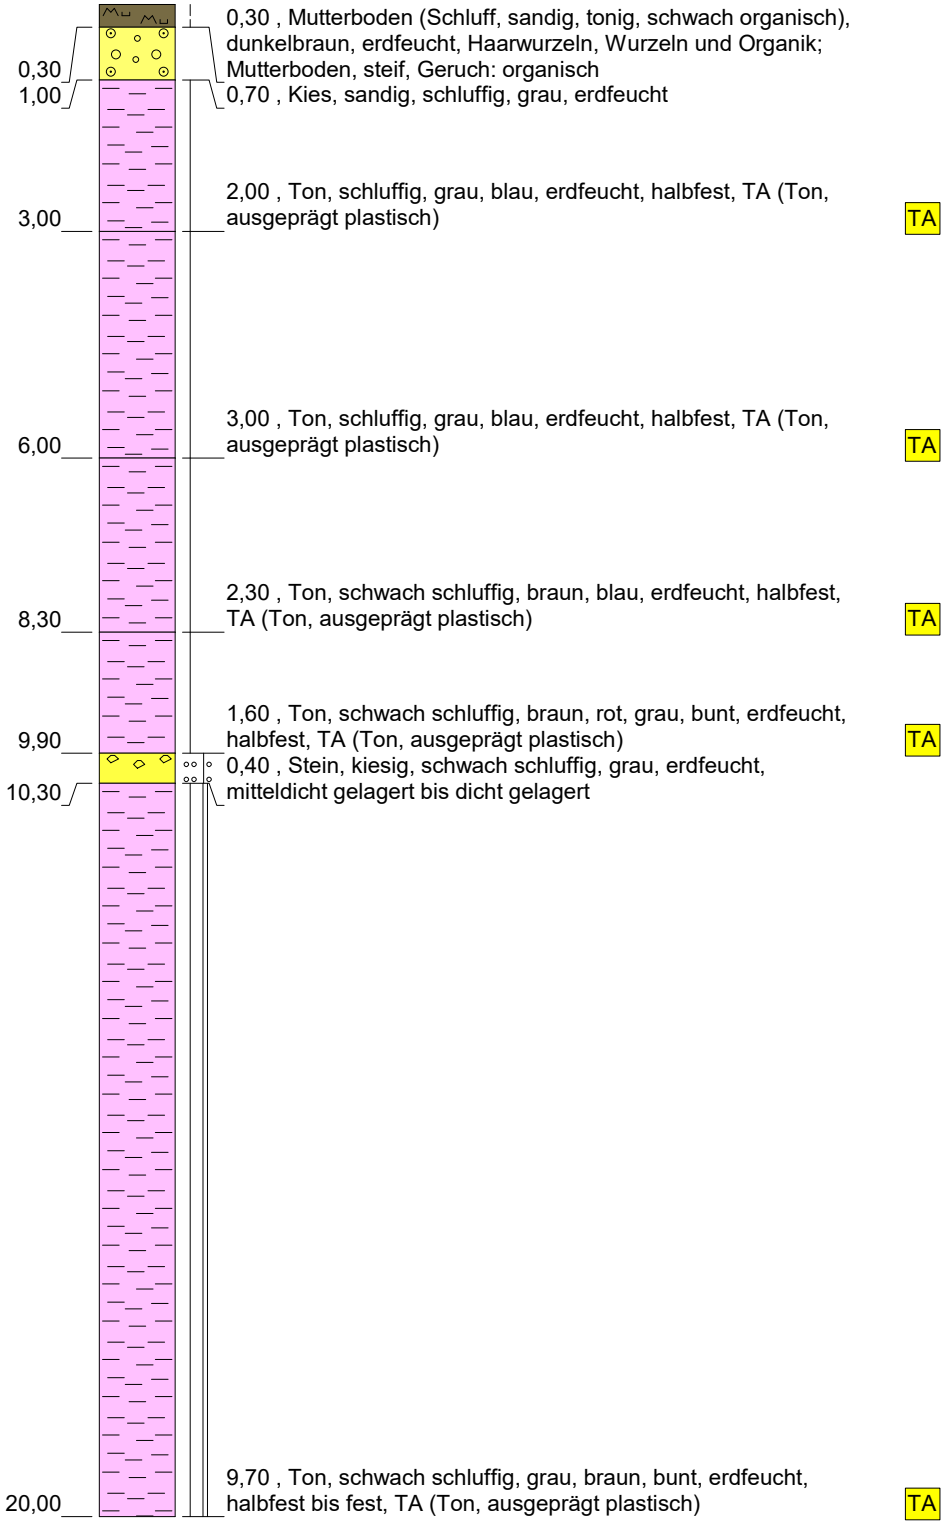 0,30 , Mutterboden (Schluff, sandig, tonig, schwach organisch),
dunkelbraun, erdfeucht, Haarwurzeln, Wurzeln und Organik;
0,30
Mutterboden, steif, Geruch: organisch
1,00
0,70 , Kies, sandig, schluffig, grau, erdfeucht
2,00 , Ton, schluffig, grau, blau, erdfeucht, halbfest, TA (Ton,
3,00
ausgeprägt plastisch)
TA
3,00 , Ton, schluffig, grau, blau, erdfeucht, halbfest, TA (Ton,
6,00
ausgeprägt plastisch)
TA
2,30 , Ton, schwach schluffig, braun, blau, erdfeucht, halbfest,
8,30
TA (Ton, ausgeprägt plastisch)
TA
1,60 , Ton, schwach schluffig, braun, rot, grau, bunt, erdfeucht,
9,90
halbfest, TA (Ton, ausgeprägt plastisch)
TA
0,40 , Stein, kiesig, schwach schluffig, grau, erdfeucht,
10,30
mitteldicht gelagert bis dicht gelagert
9,70 , Ton, schwach schluffig, grau, braun, bunt, erdfeucht,
20,00
halbfest bis fest, TA (Ton, ausgeprägt plastisch)
TA